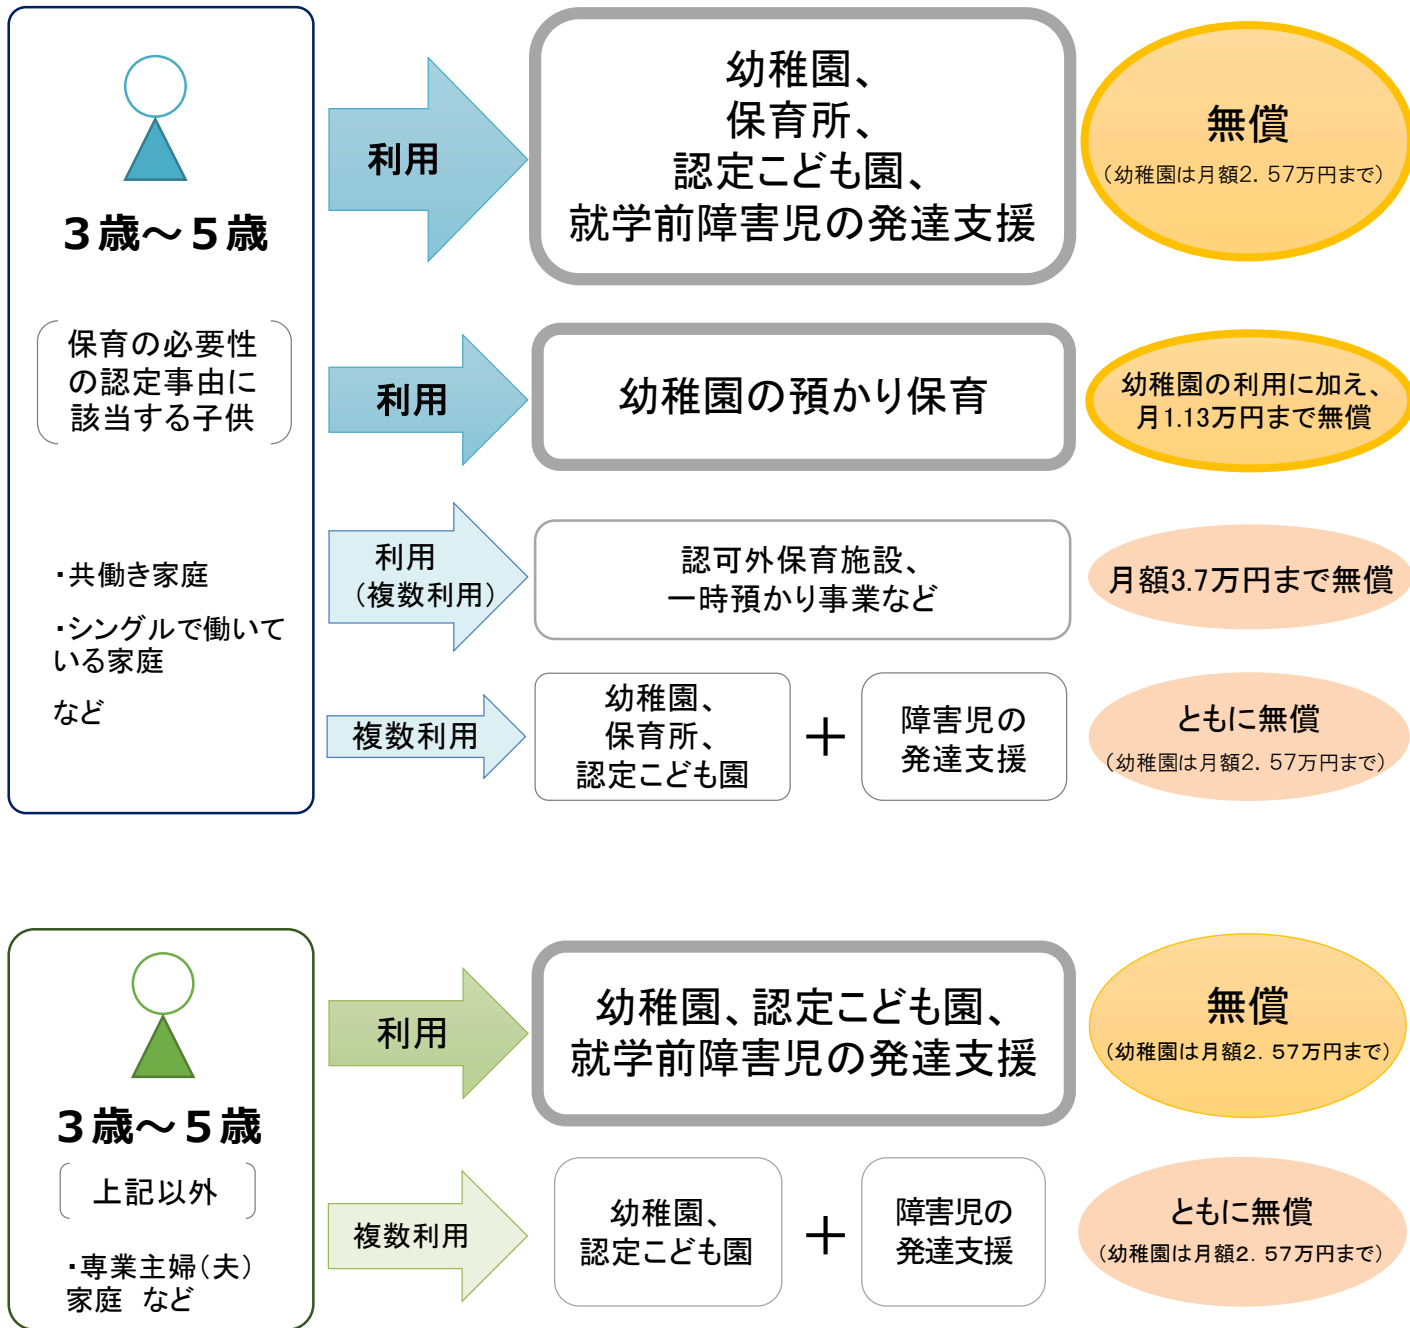 ３歳～５歳
保育の必要性
の認定事由に
該当する子供
・共働き家庭
・シングルで働いて
いる家庭
など
利用
幼稚園、
保育所、
認定こども園、
就学前障害児の発達支援
無償
（幼稚園は月額2．57万円まで）
利用
幼稚園の預かり保育
幼稚園の利用に加え、
月1.13万円まで無償
利用
（複数利用）
認可外保育施設、
一時預かり事業など
月額3.7万円まで無償
複数利用
幼稚園、
保育所、
認定こども園
＋
障害児の
発達支援
ともに無償
（幼稚園は月額2．57万円まで）
３歳～５歳
上記以外
・専業主婦（夫）
家庭　など
利用
幼稚園、認定こども園、
就学前障害児の発達支援
無償
（幼稚園は月額2．57万円まで）
複数利用
幼稚園、
認定こども園
＋
障害児の
発達支援
ともに無償
（幼稚園は月額2．57万円まで）